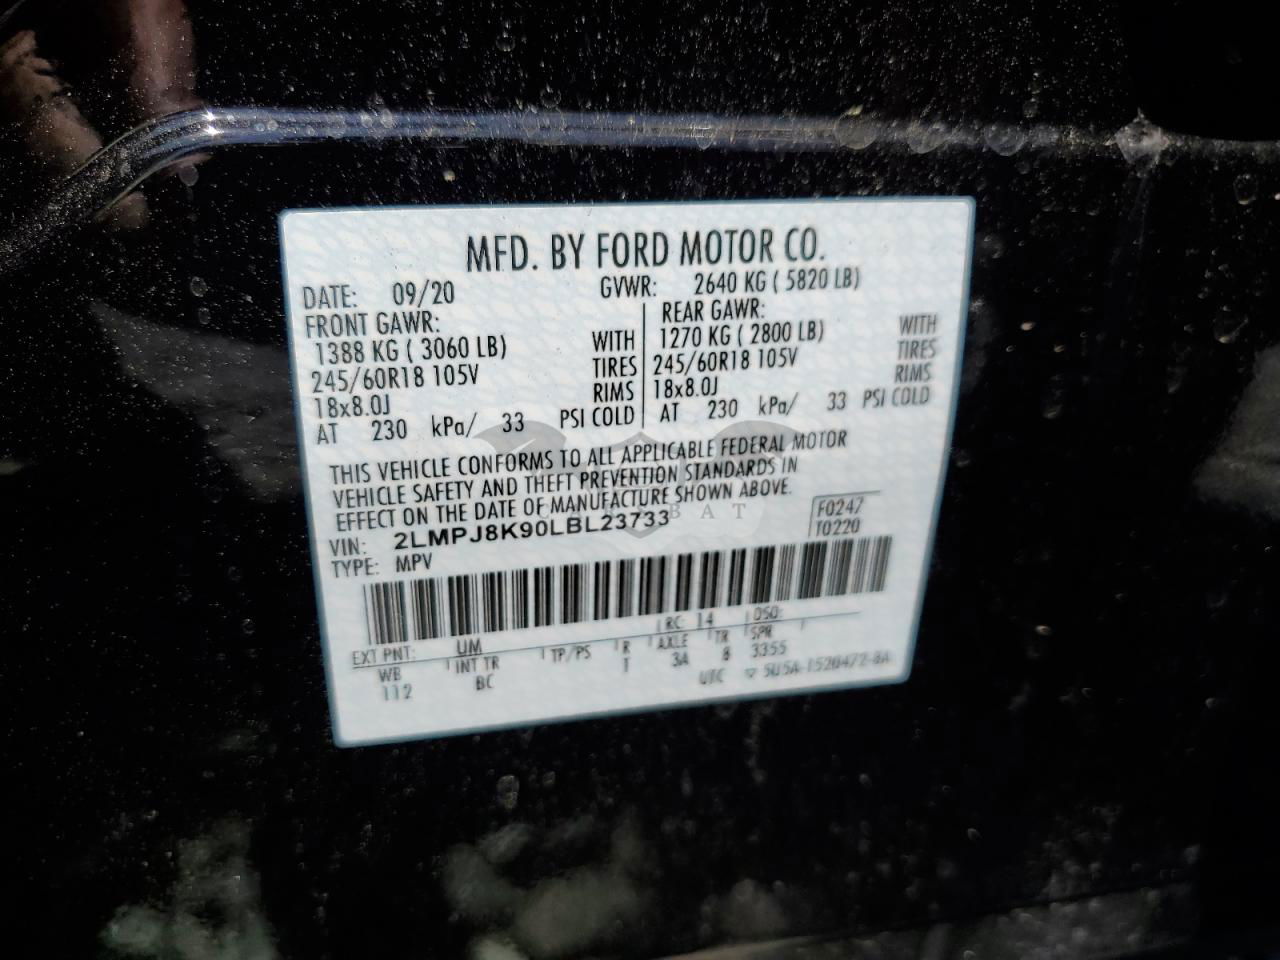 MFD. BY FORD MOTOR CO.
DATE: 09/20 GVWR: 2640 KG ( 5820 LB)
FRONT GAWR: REAR GAWR:
1388 KG ( 3060 LB) WITH 1270 KG ( 2800 LB) WITH
245/60R18 105V TIRES 245/60R18 105V TIRES
18x8.0J RIMS 18x8.0J RIMS
AT 230 kPa/ 33 PSI COLD AT 230 kPa/ 33 PSI COLD
THIS VEHICLE CONFORMS TO ALL APPLICABLE FEDERAL MOTOR
VEHICLE SAFETY AND THEFT PREVENTION STANDARDS IN
EFFECT ON THE DATE OF MANUFACTURE SHOWN ABOVE.
F0247
VIN: 2LMPJ8K90LBL23733 T0220
TYPE: MPV
EXT PNT: UM RC: 14 DSO:
WB INT TR TP/PS R AXLE TR SPR
112 BC T 3A 8 3355
UTC ▽ 5U5A-1520472-BA